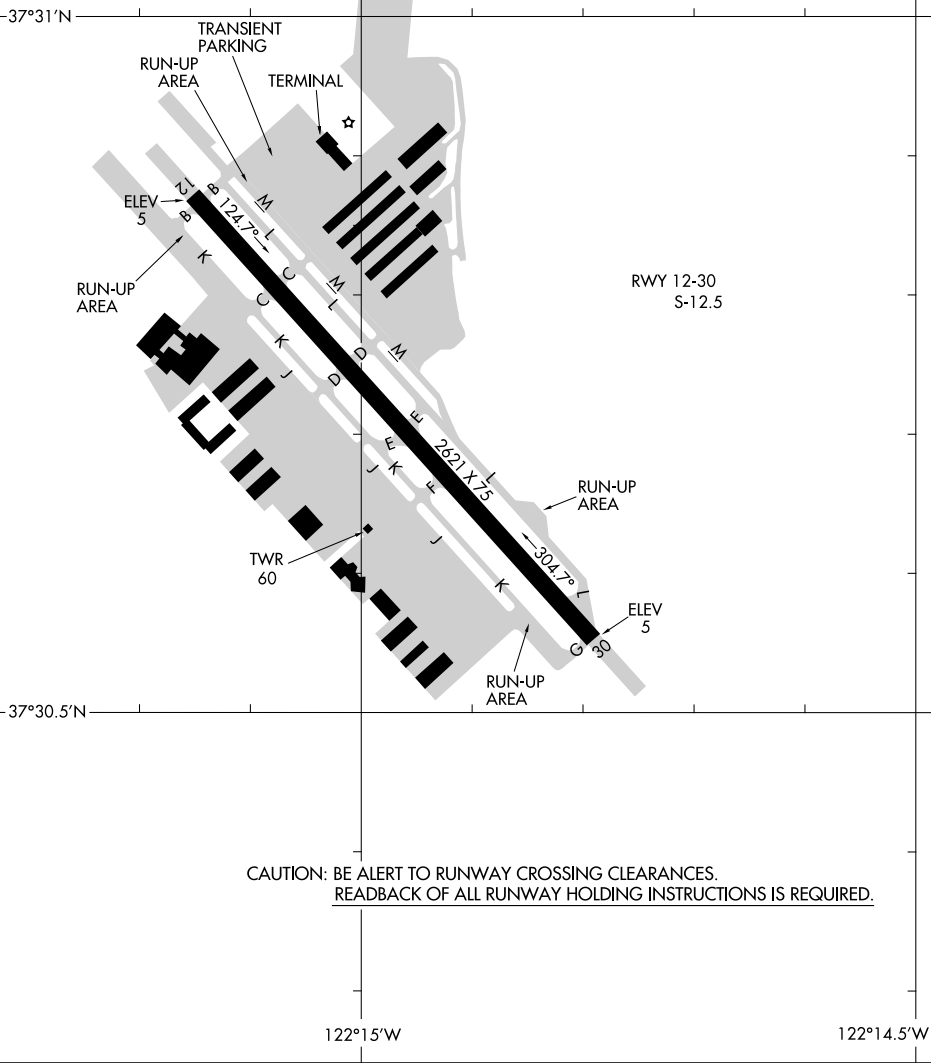 37°31'N
TRANSIENT
PARKING
RUN-UP
AREA
TERMINAL
12
B
B
ELEV
5
124.7°
M
L
K
C
C
RUN-UP
AREA
M
L
RWY 12-30
S-12.5
K
J
D
D
M
E
E
J
K
F
2621 X 75
L
RUN-UP
AREA
J
TWR
60
304.7°
K
L
ELEV
5
G
30
RUN-UP
AREA
37°30.5'N
CAUTION: BE ALERT TO RUNWAY CROSSING CLEARANCES.
READBACK OF ALL RUNWAY HOLDING INSTRUCTIONS IS REQUIRED.
122°15'W
122°14.5'W